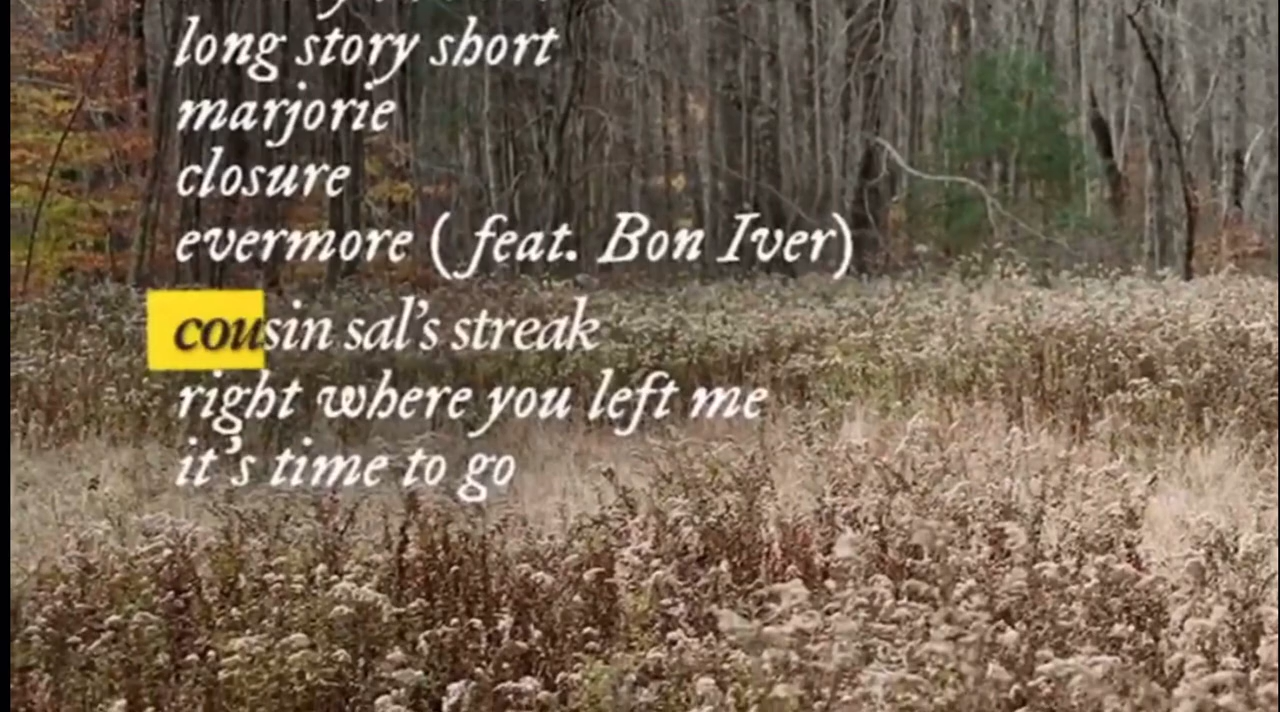 long story short
marjorie
closure
evermore (feat. Bon Iver)
cousin sal's streak
right where you left me
it's time to go